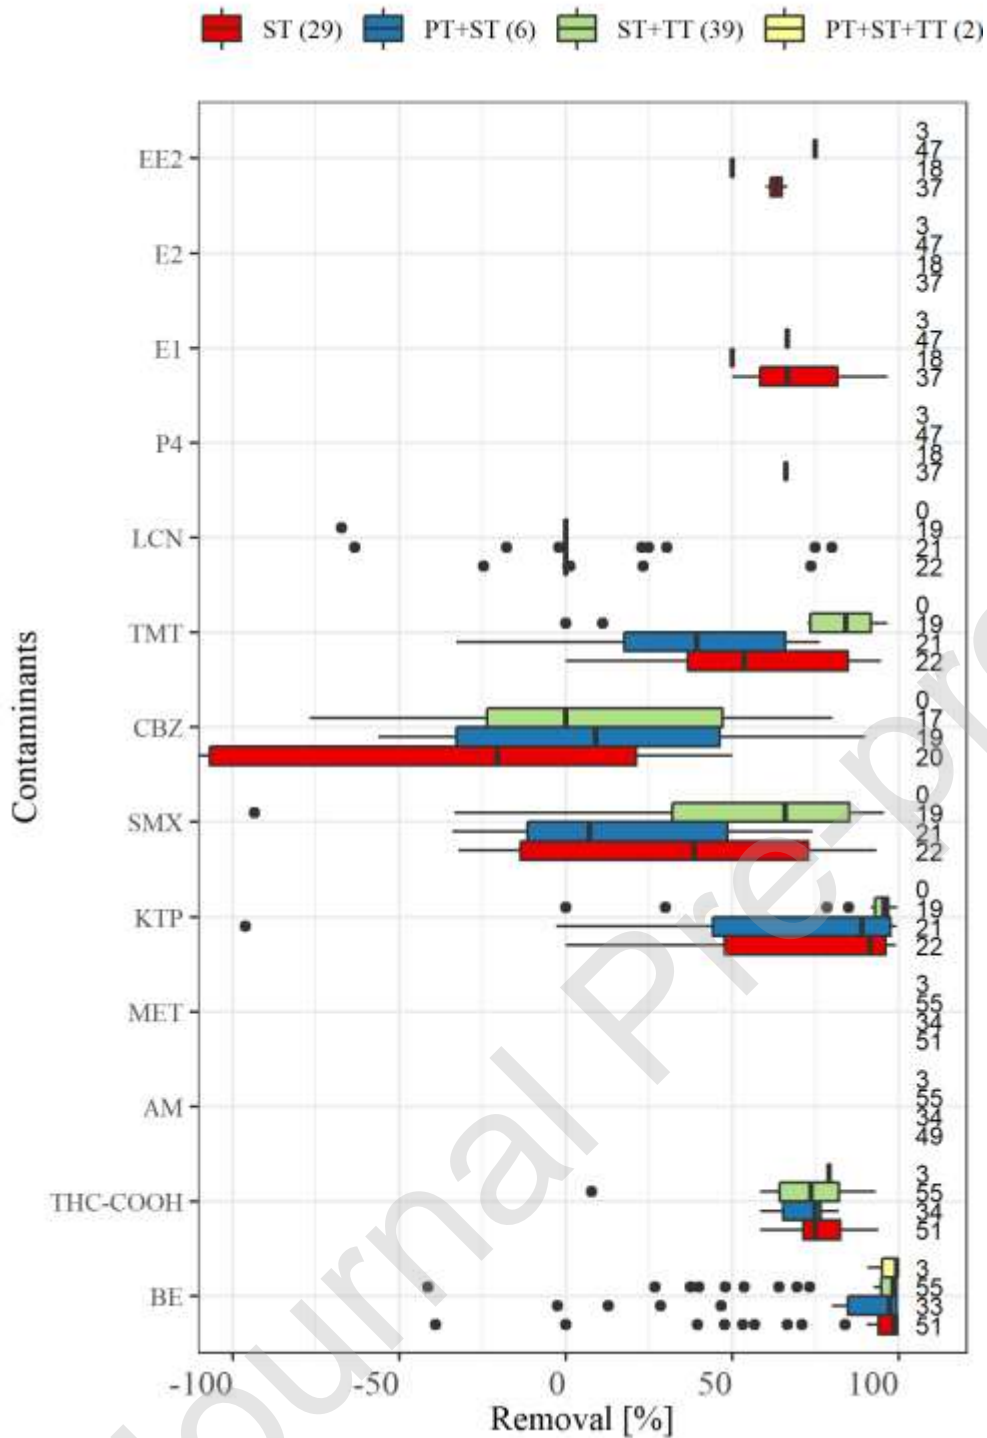 ST (29) PT+ST (6) ST+TT (39) PT+ST+TT (2)
EE2
3
47
18
37
E2
3
47
18
37
E1
3
47
18
37
P4
3
47
18
37
LCN
0
19
21
22
TMT
0
19
21
22
CBZ
0
17
19
20
SMX
0
19
21
22
KTP
0
19
21
22
MET
3
55
34
51
AM
3
55
34
49
THC-COOH
3
55
34
51
BE
3
55
33
51
Contaminants
-100 -50 0 50 100
Removal [%]
Journal Pre-pro